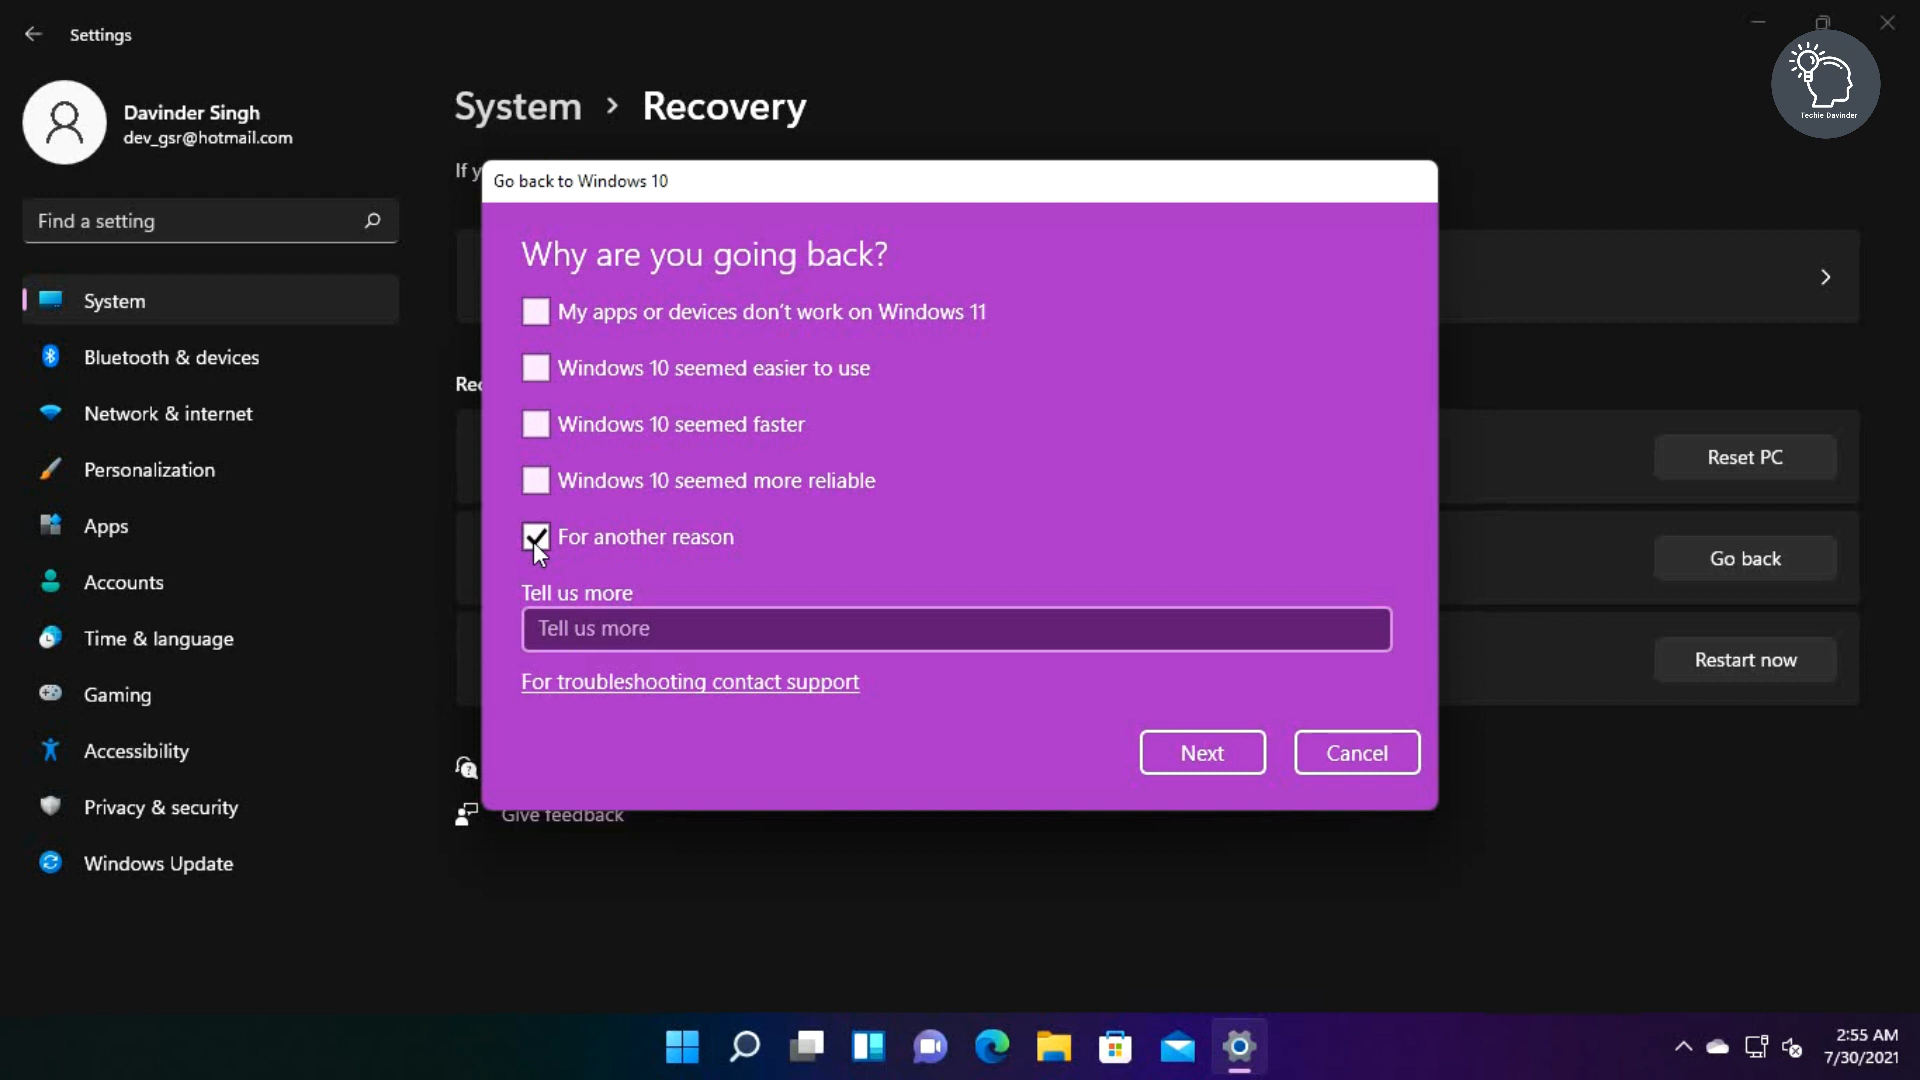 Settings
Techie Davinder
Davinder Singh
dev_gsr@hotmail.com
Find a setting
System
Bluetooth & devices
Network & internet
Personalization
Apps
Accounts
Time & language
Gaming
Accessibility
Privacy & security
Windows Update
System > Recovery
If y
Go back to Windows 10
Why are you going back?
My apps or devices don't work on Windows 11
Windows 10 seemed easier to use
Windows 10 seemed faster
Windows 10 seemed more reliable
For another reason
Tell us more
Tell us more
For troubleshooting contact support
Next Cancel
Rec
Reset PC
Go back
Restart now
Give feedback
2:55 AM
7/30/2021